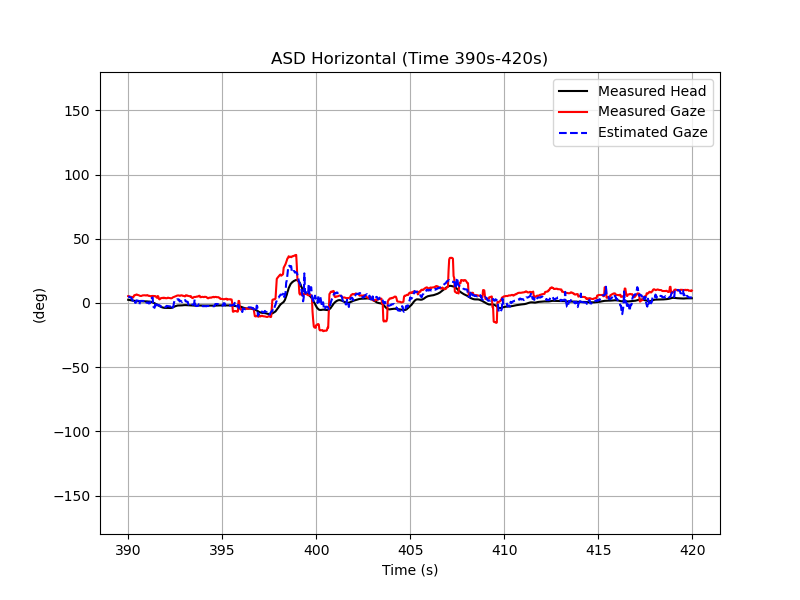 ASD Horizontal (Time 390s-420s)
Measured Head
Measured Gaze
Estimated Gaze
150
100
50
0
−50
−100
−150
(deg)
390
395
400
405
410
415
420
Time (s)